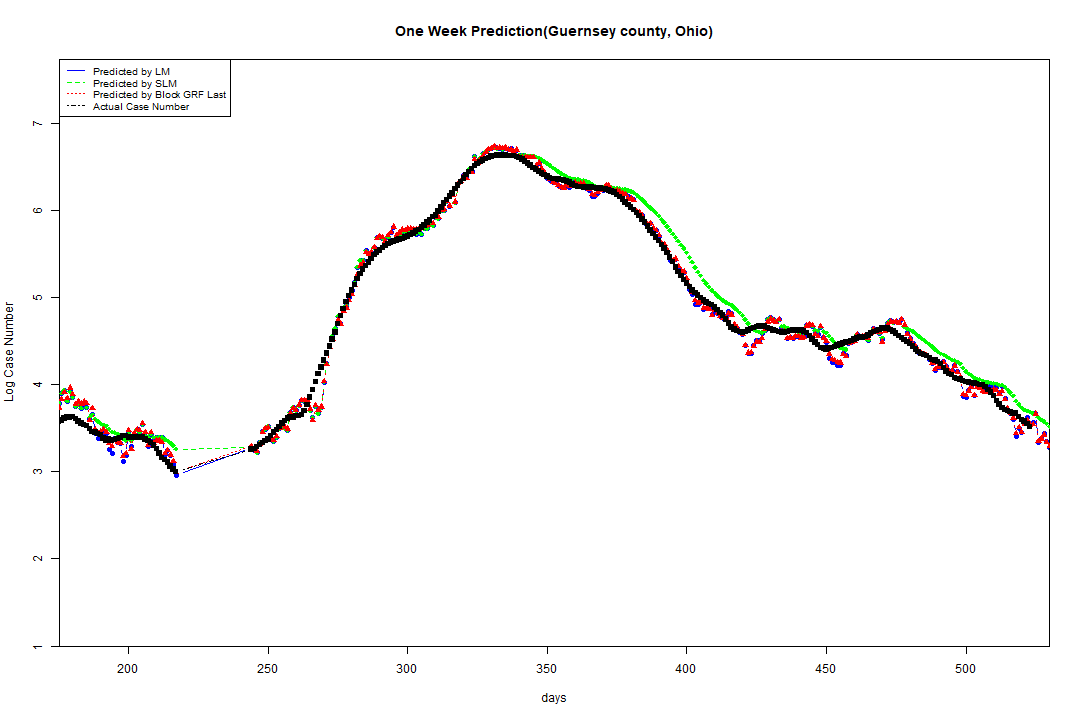 One Week Prediction(Guernsey county, Ohio)
Predicted by LM
Predicted by SLM
Predicted by Block GRF Last
Actual Case Number
7
6
5
4
3
2
1
Log Case Number
200 250 300 350 400 450 500
days